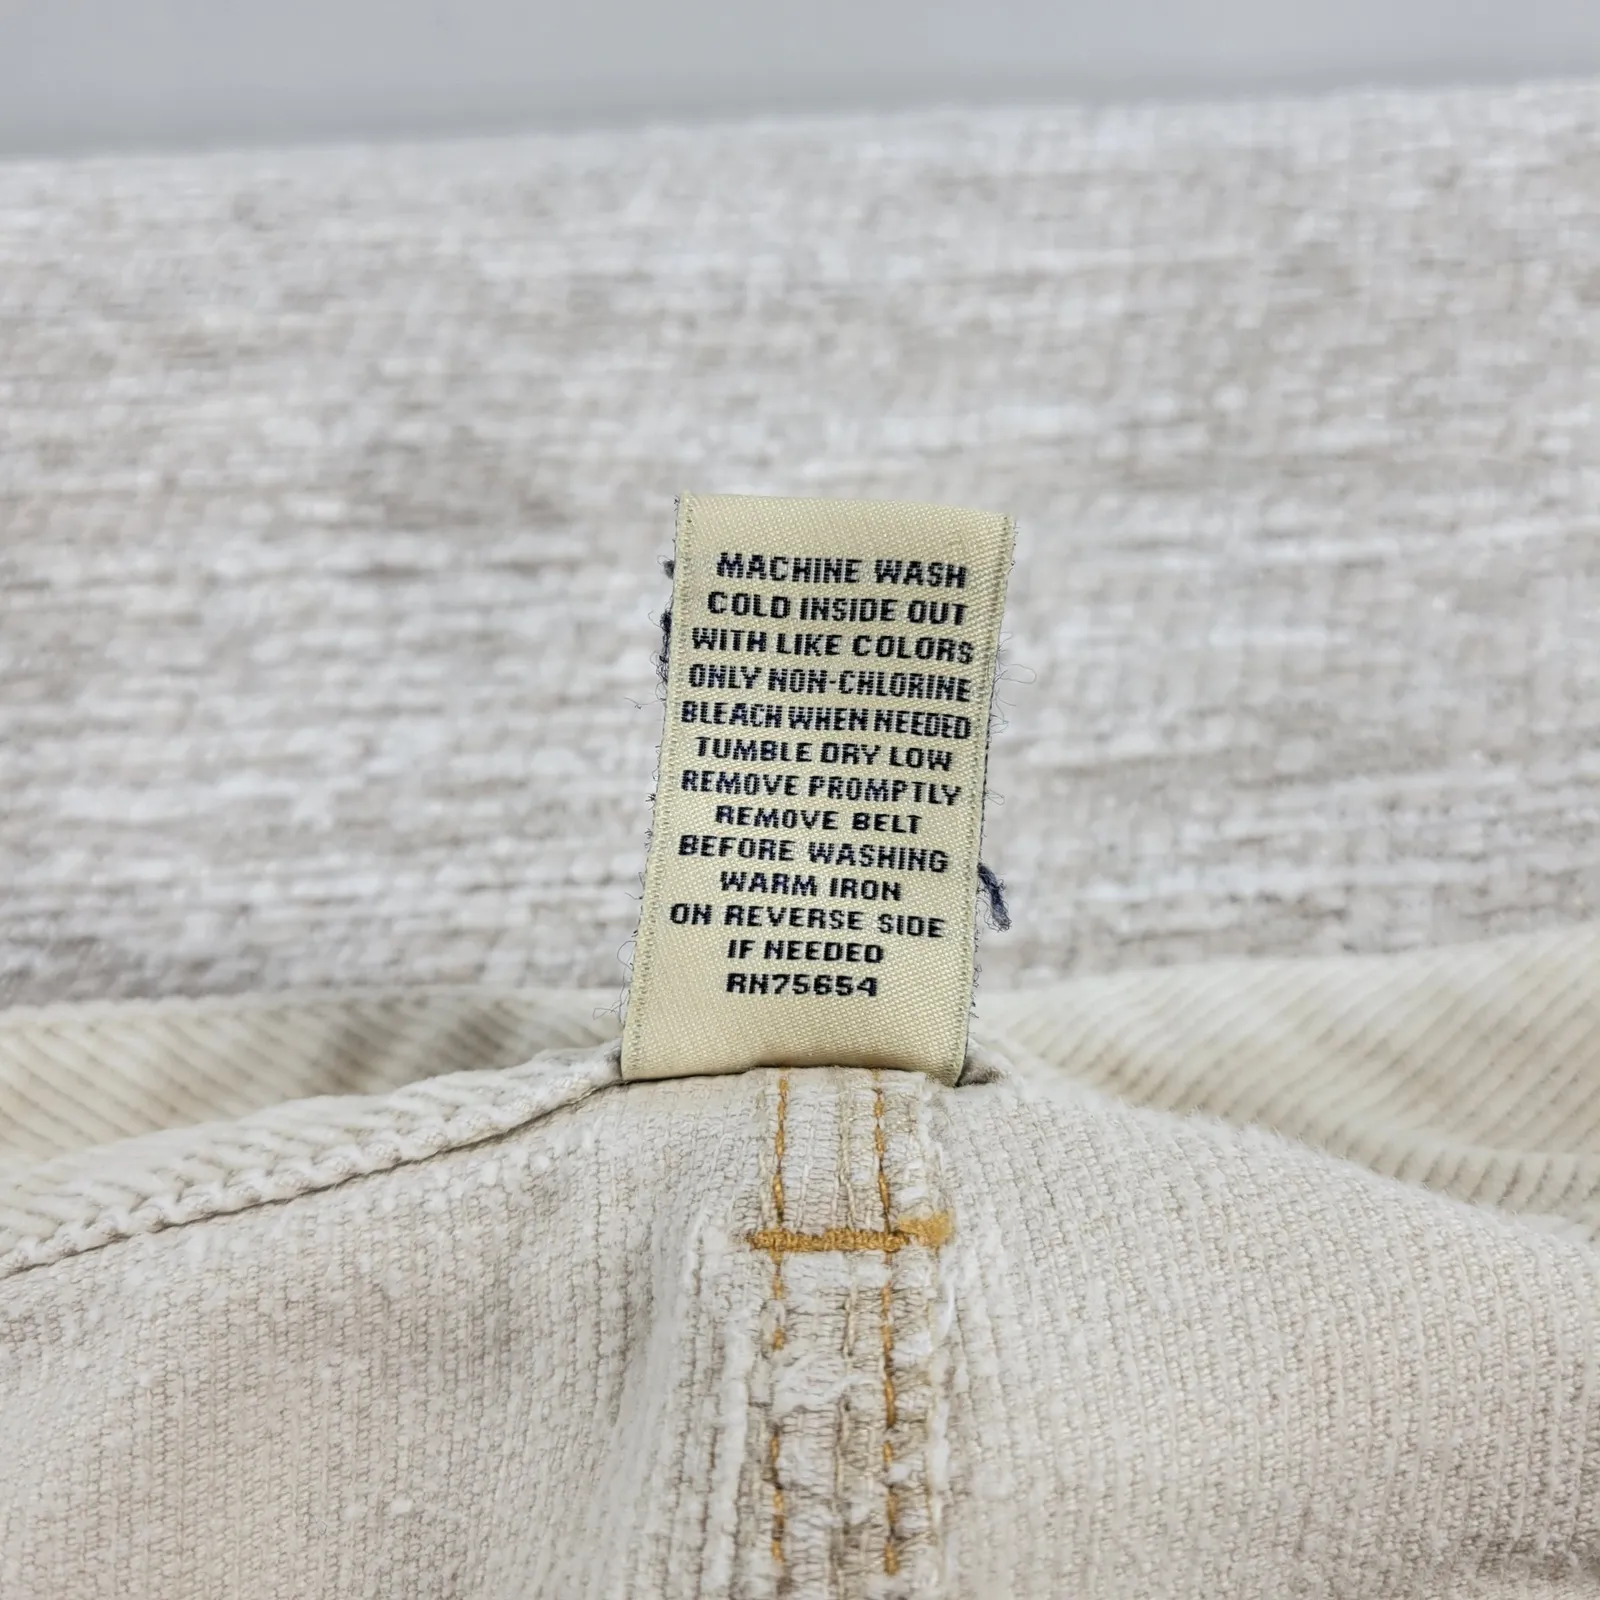 MACHINE WASH
COLD INSIDE OUT
WITH LIKE COLORS
ONLY NON-CHLORINE
BLEACH WHEN NEEDED
TUMBLE DRY LOW
REMOVE PROMPTLY
REMOVE BELT
BEFORE WASHING
WARM IRON
ON REVERSE SIDE
IF NEEDED
RN75654